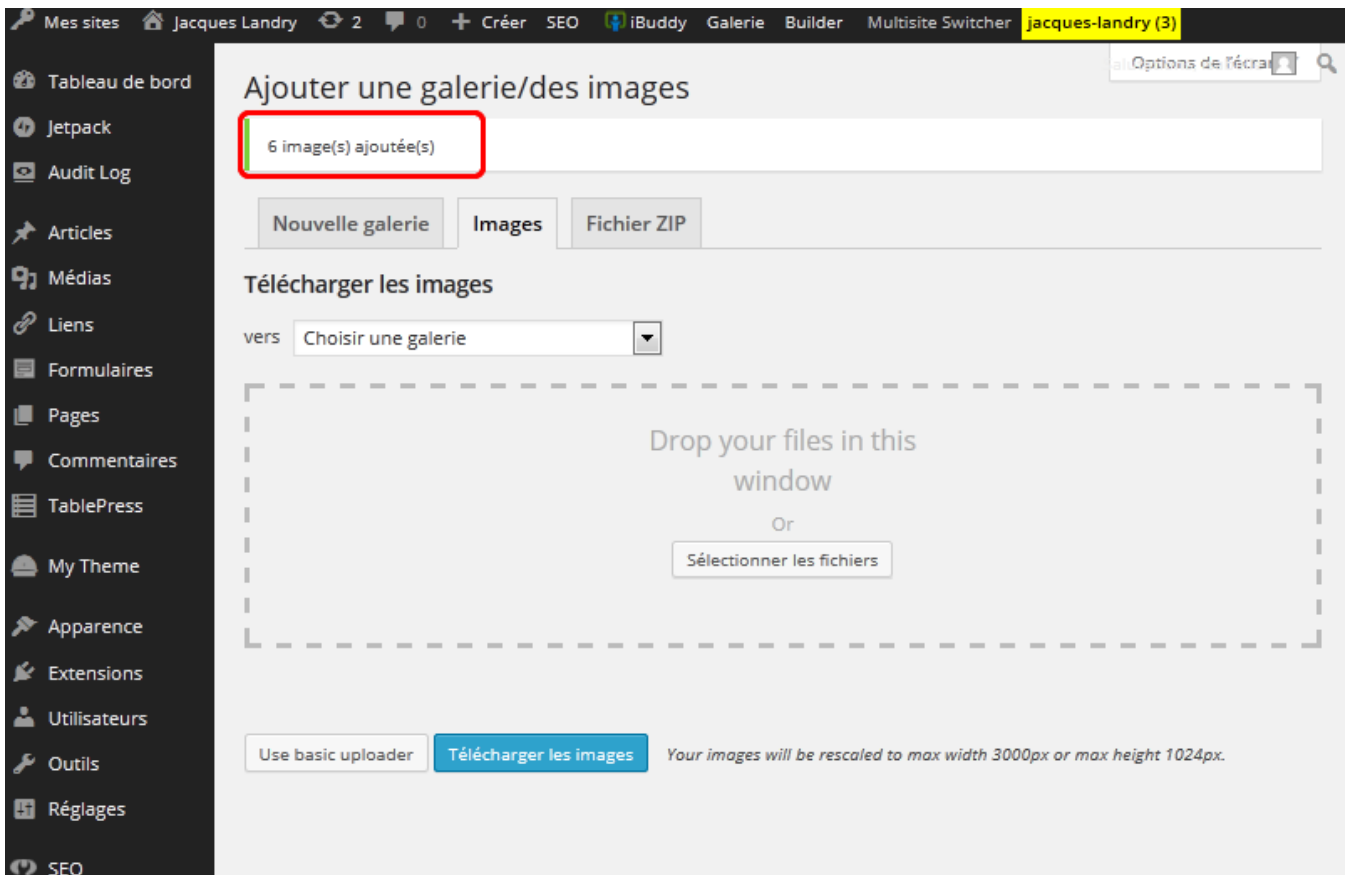 Mes sites Jacques Landry 2 0 + Créer SEO iBuddy Galerie Builder Multisite Switcher jacques-landry (3)
Options de l'écran
Tableau de bord
Jetpack
Audit Log
Articles
Médias
Liens
Formulaires
Pages
Commentaires
TablePress
My Theme
Apparence
Extensions
Utilisateurs
Outils
Réglages
SEO
Ajouter une galerie/des images
6 image(s) ajoutée(s)
Nouvelle galerie Images Fichier ZIP
Télécharger les images
vers Choisir une galerie
Drop your files in this
window
Or
Sélectionner les fichiers
Use basic uploader Télécharger les images Your images will be rescaled to max width 3000px or max height 1024px.